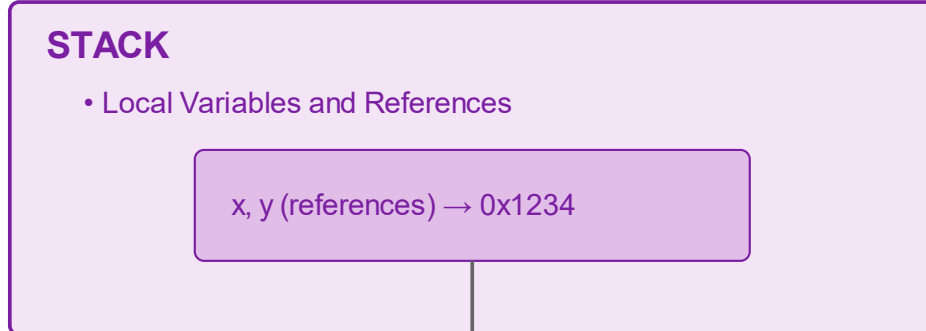 STACK
• Local Variables and References
x, y (references) → 0x1234